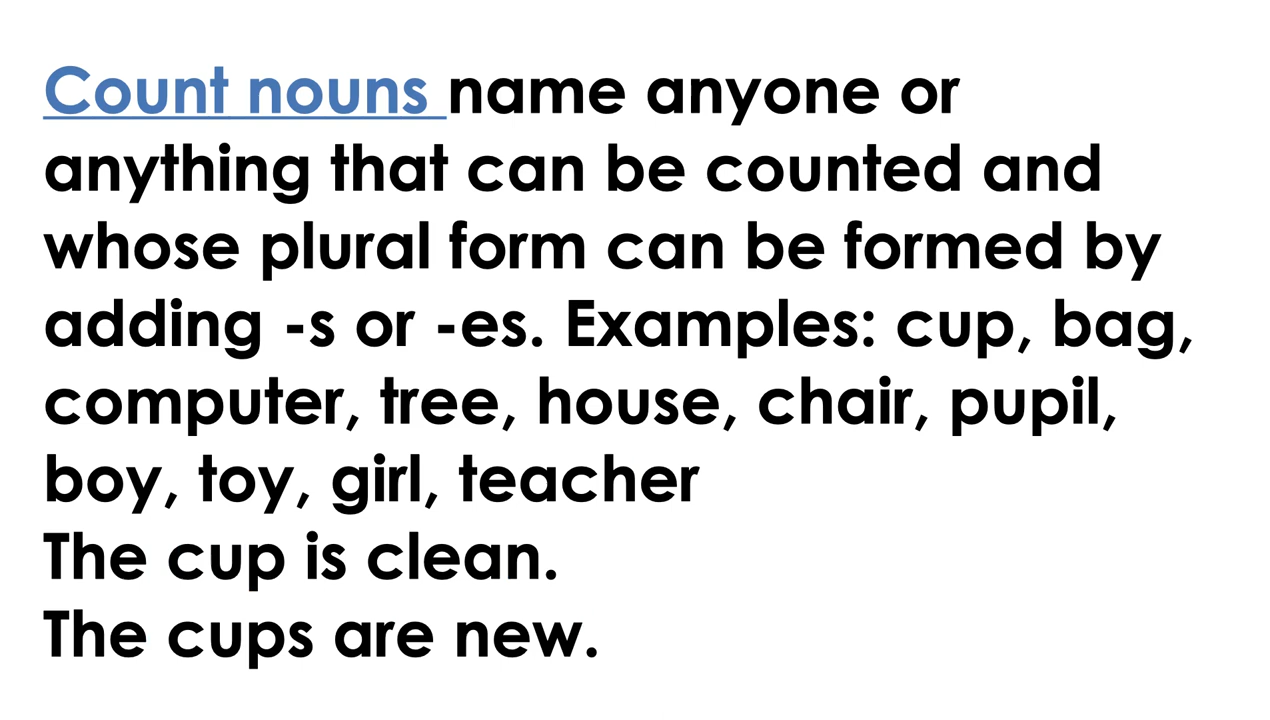 Count nouns name anyone or
anything that can be counted and
whose plural form can be formed by
adding -s or -es. Examples: cup, bag,
computer, tree, house, chair, pupil,
boy, toy, girl, teacher
The cup is clean.
The cups are new.